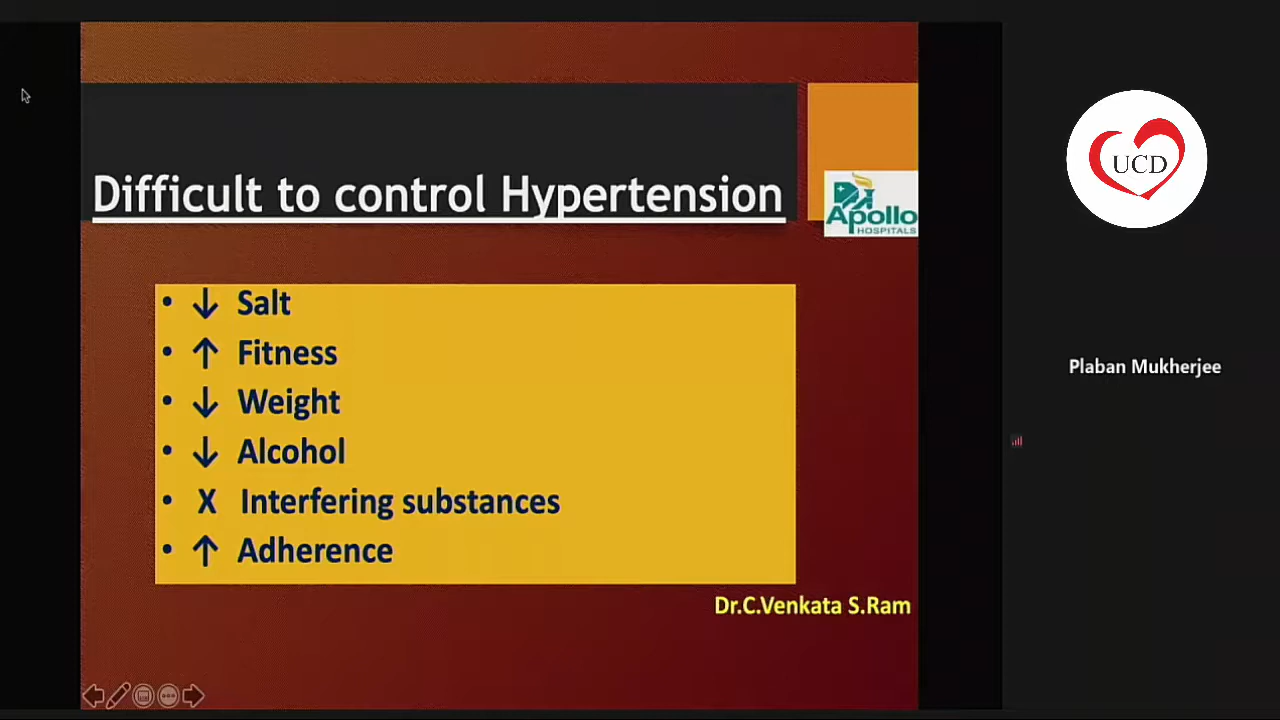 Difficult to control Hypertension
Apollo
HOSPITALS
• ↓ Salt
• ↑ Fitness
• ↓ Weight
• ↓ Alcohol
• X Interfering substances
• ↑ Adherence
Dr.C.Venkata S.Ram
UCD
Plaban Mukherjee